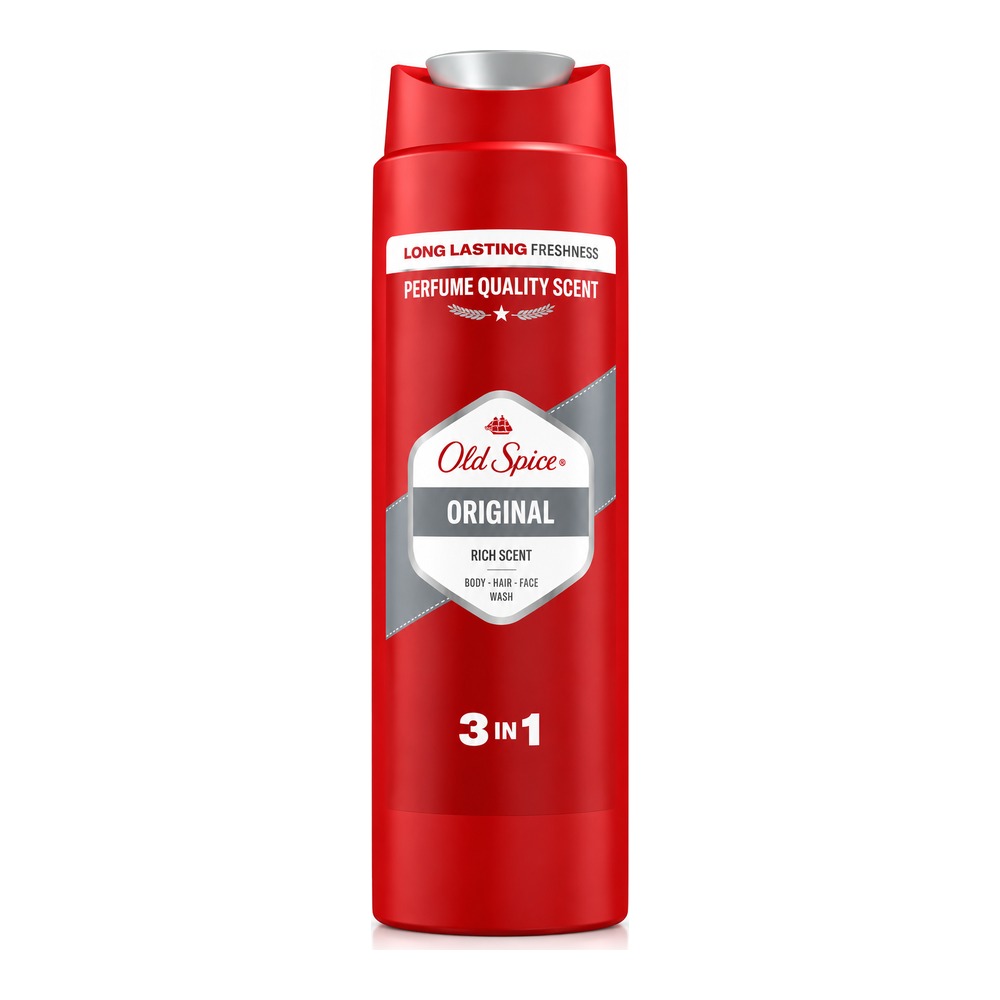 LONG LASTING FRESHNESS
PERFUME QUALITY SCENT
Old Spice®
ORIGINAL
RICH SCENT
BODY - HAIR - FACE
WASH
3 IN 1